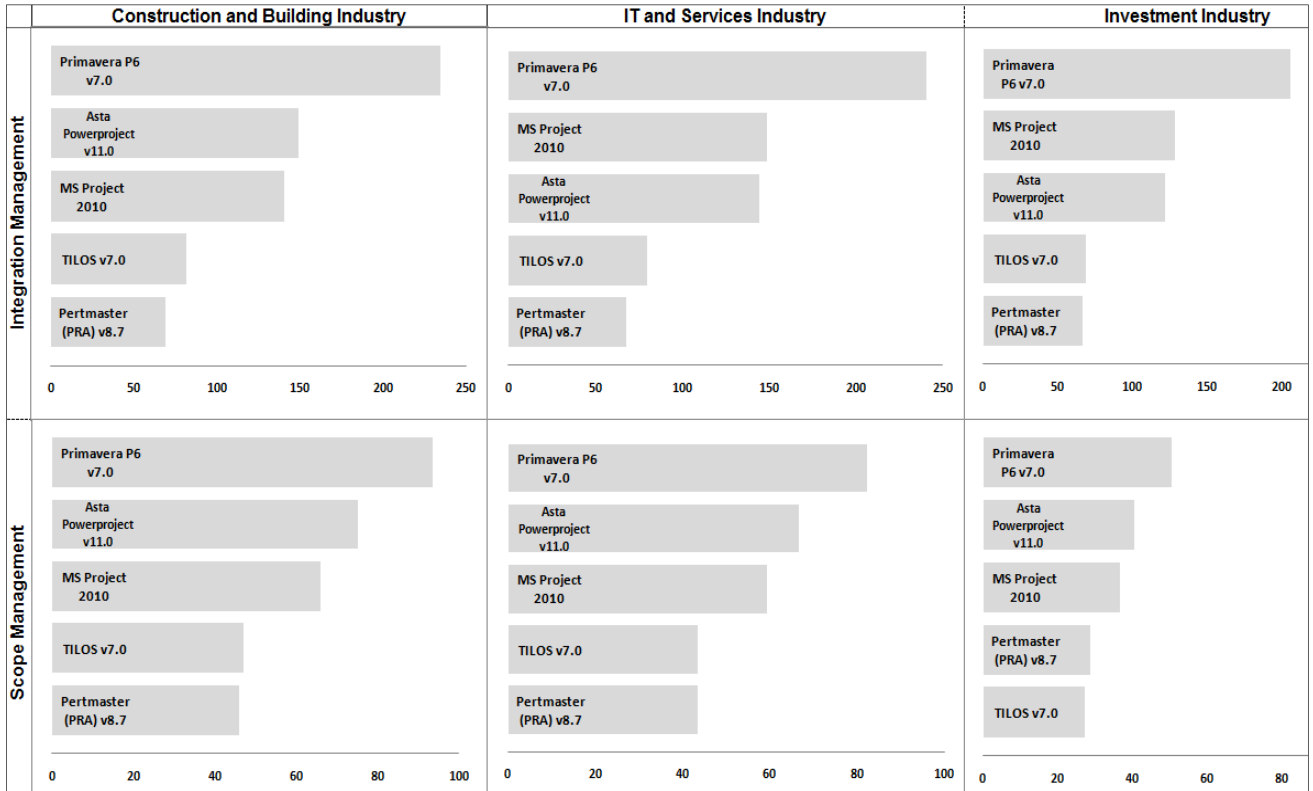 Construction and Building Industry
IT and Services Industry
Investment Industry
Integration Management
Primavera P6
v7.0
Asta
Powerproject
v11.0
MS Project
2010
TILOS v7.0
Pertmaster
(PRA) v8.7
0 50 100 150 200 250
Primavera P6
v7.0
MS Project
2010
Asta
Powerproject
v11.0
TILOS v7.0
Pertmaster
(PRA) v8.7
0 50 100 150 200 250
Primavera
P6 v7.0
MS Project
2010
Asta
Powerproject
v11.0
TILOS v7.0
Pertmaster
(PRA) v8.7
0 50 100 150 200
Scope Management
Primavera P6
v7.0
Asta
Powerproject
v11.0
MS Project
2010
TILOS v7.0
Pertmaster
(PRA) v8.7
0 20 40 60 80 100
Primavera P6
v7.0
Asta
Powerproject
v11.0
MS Project
2010
TILOS v7.0
Pertmaster
(PRA) v8.7
0 20 40 60 80 100
Primavera
P6 v7.0
Asta
Powerproject
v11.0
MS Project
2010
Pertmaster
(PRA) v8.7
TILOS v7.0
0 20 40 60 80